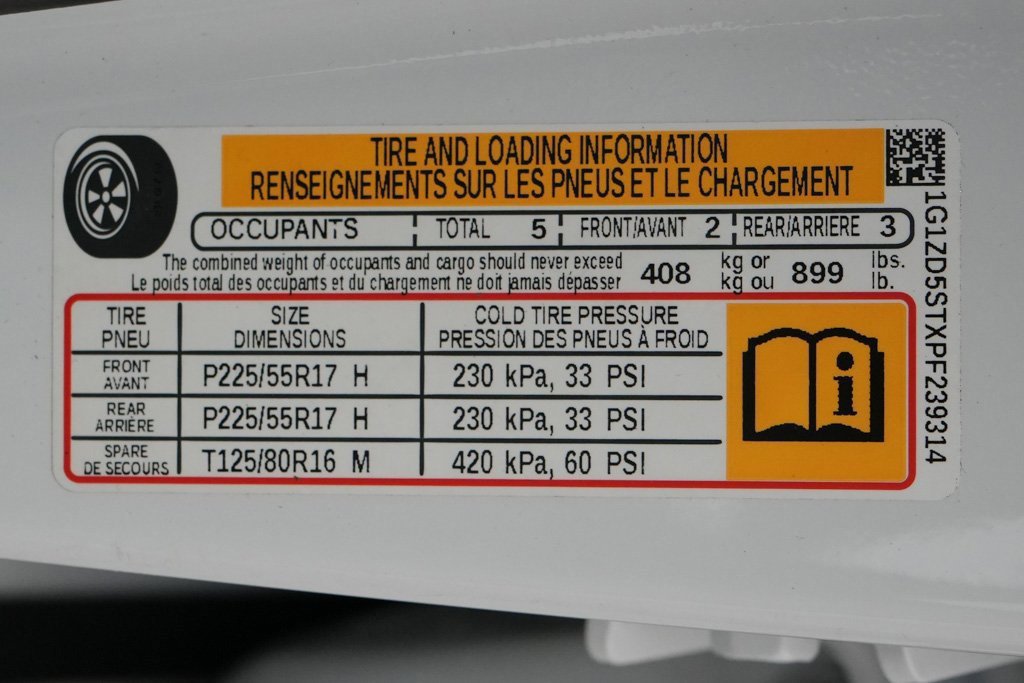 TIRE AND LOADING INFORMATION
RENSEIGNEMENTS SUR LES PNEUS ET LE CHARGEMENT
OCCUPANTS TOTAL 5 FRONT/AVANT 2 REAR/ARRIERE 3
The combined weight of occupants and cargo should never exceed 408 kg or 899 lbs.
Le poids total des occupants et du chargement ne doit jamais dépasser kg ou lb.
TIRE SIZE COLD TIRE PRESSURE
PNEU DIMENSIONS PRESSION DES PNEUS À FROID
FRONT
AVANT P225/55R17 H 230 kPa, 33 PSI
REAR
ARRIÈRE P225/55R17 H 230 kPa, 33 PSI
SPARE
DE SECOURS T125/80R16 M 420 kPa, 60 PSI
i
1G1ZD5STXPF239314